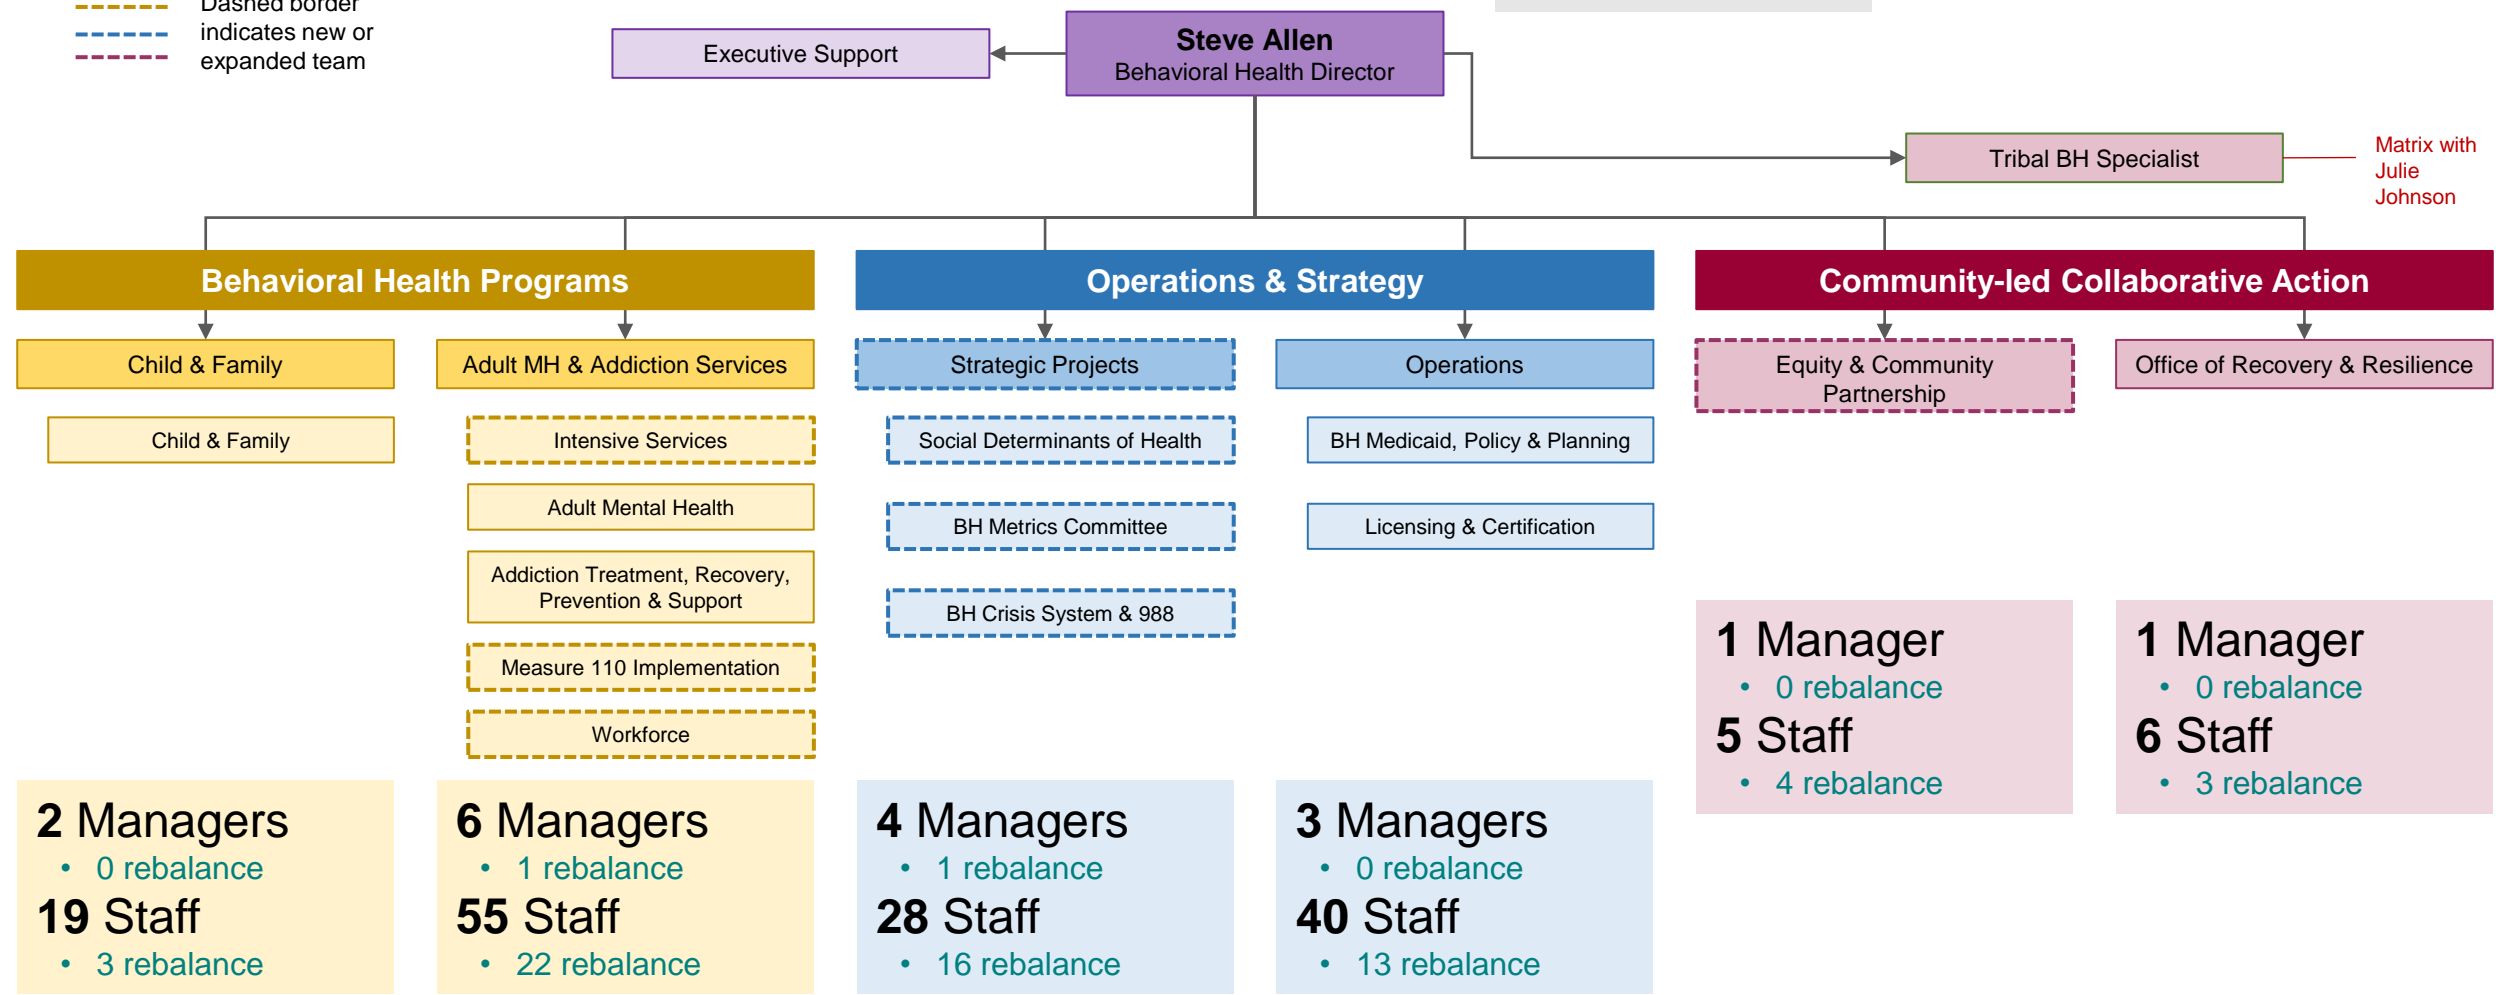 Dashed border
indicates new or
expanded team
Executive Support
Steve Allen
Behavioral Health Director
Tribal BH Specialist
Matrix with
Julie
Johnson
Behavioral Health Programs
Operations & Strategy
Community-led Collaborative Action
Child & Family
Adult MH & Addiction Services
Strategic Projects
Operations
Equity & Community
Partnership
Office of Recovery & Resilience
Child & Family
Intensive Services
Adult Mental Health
Addiction Treatment, Recovery,
Prevention & Support
Measure 110 Implementation
Workforce
Social Determinants of Health
BH Metrics Committee
BH Crisis System & 988
BH Medicaid, Policy & Planning
Licensing & Certification
2 Managers
• 0 rebalance
19 Staff
• 3 rebalance
6 Managers
• 1 rebalance
55 Staff
• 22 rebalance
4 Managers
• 1 rebalance
28 Staff
• 16 rebalance
3 Managers
• 0 rebalance
40 Staff
• 13 rebalance
1 Manager
• 0 rebalance
5 Staff
• 4 rebalance
1 Manager
• 0 rebalance
6 Staff
• 3 rebalance